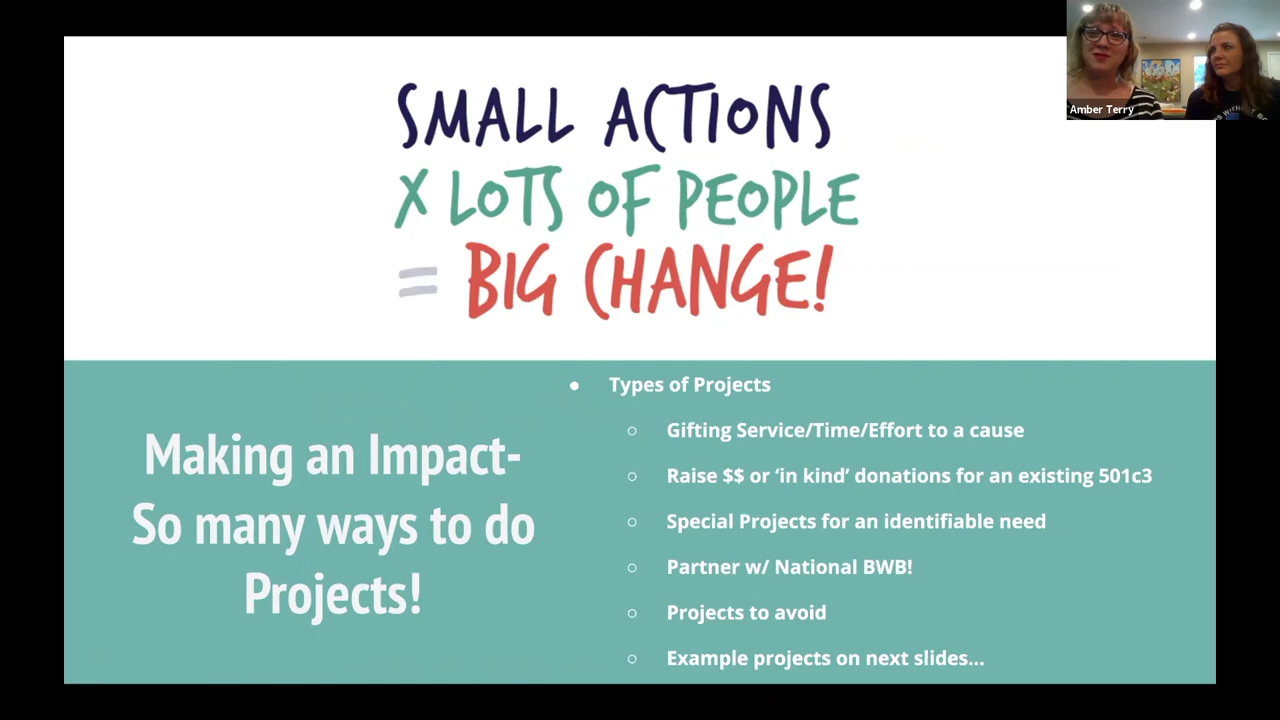 SMALL ACTIONS
X LOTS OF PEOPLE
= BIG CHANGE!
Amber Terry
Making an Impact-
So many ways to do
Projects!
● Types of Projects
○ Gifting Service/Time/Effort to a cause
○ Raise $$ or ‘in kind’ donations for an existing 501c3
○ Special Projects for an identifiable need
○ Partner w/ National BWB!
○ Projects to avoid
○ Example projects on next slides...